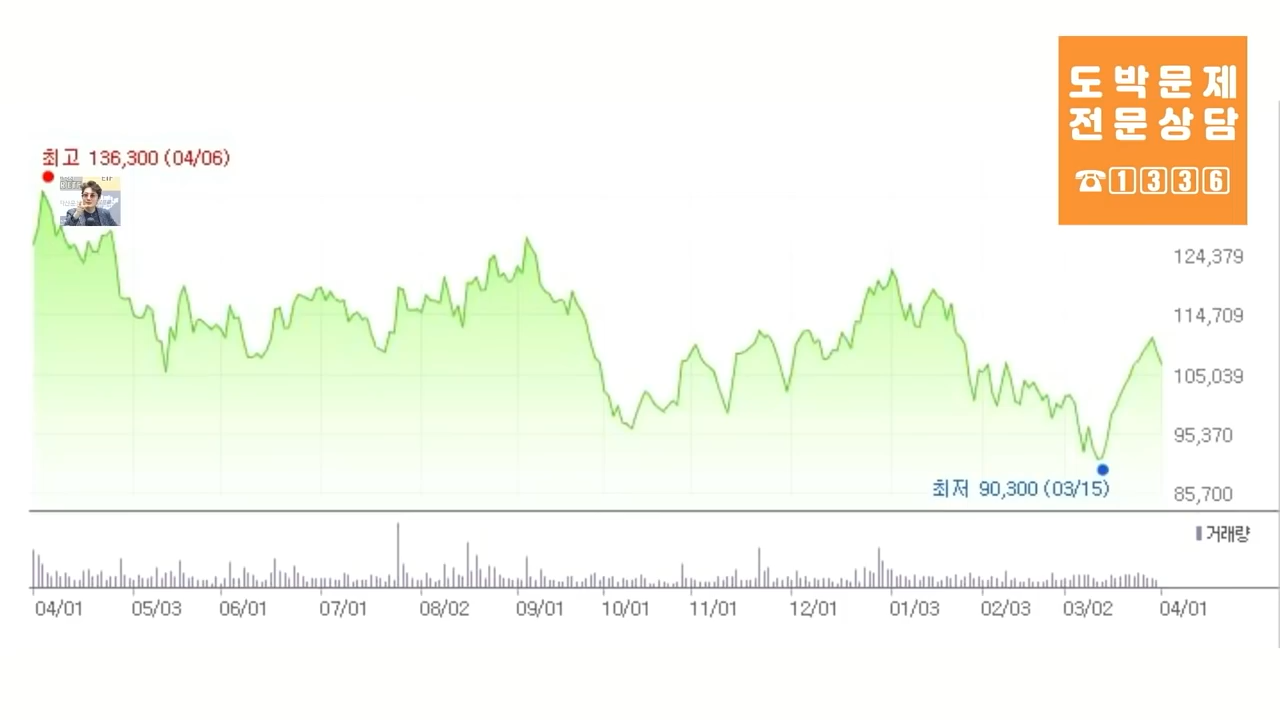 도박문제
전문상담
☎1336
최고 136,300 (04/06)
124,379
114,709
105,039
95,370
최저 90,300 (03/15)
85,700
거래량
04/01 05/03 06/01 07/01 08/02 09/01 10/01 11/01 12/01 01/03 02/03 03/02 04/01